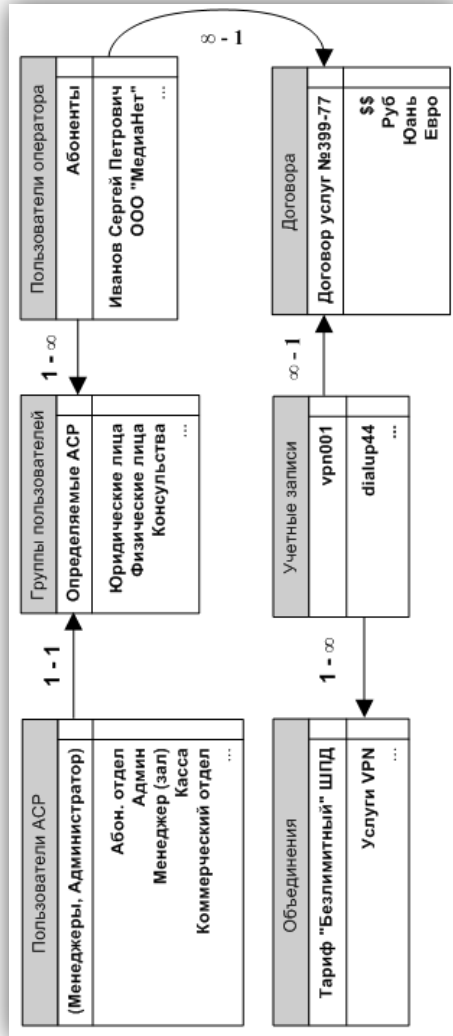 Пользователи АСР
(Менеджеры, Администратор)
Абон. отдел
Админ
Менеджер (зал)
Касса
Коммерческий отдел
...
1 - 1
Группы пользователей
Определяемые АСР
Юридические лица
Физические лица
Консульства
...
1 - ∞
Пользователи оператора
Абоненты
Иванов Сергей Петрович
ООО "МедиаНет"
...
∞ - 1
Объединения
Тариф "Безлимитный" ШПД
Услуги VPN
...
1 - ∞
Учетные записи
vpn001
dialup44
...
∞ - 1
Договора
Договор услуг №399-77
$$
Руб
Юань
Евро